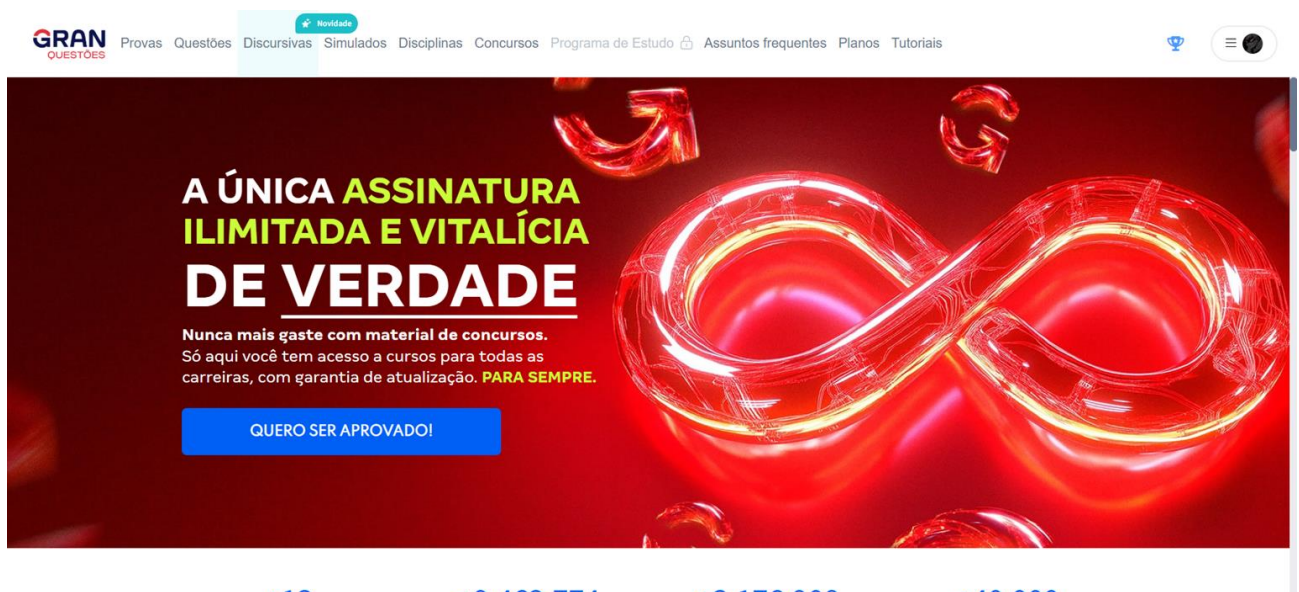 Novidade
GRAN
QUESTÕES
Provas Questões Discursivas Simulados Disciplinas Concursos Programa de Estudo Assuntos frequentes Planos Tutoriais
A ÚNICA ASSINATURA
ILIMITADA E VITALÍCIA
DE VERDADE
Nunca mais gaste com material de concursos.
Só aqui você tem acesso a cursos para todas as
carreiras, com garantia de atualização. PARA SEMPRE.
QUERO SER APROVADO!